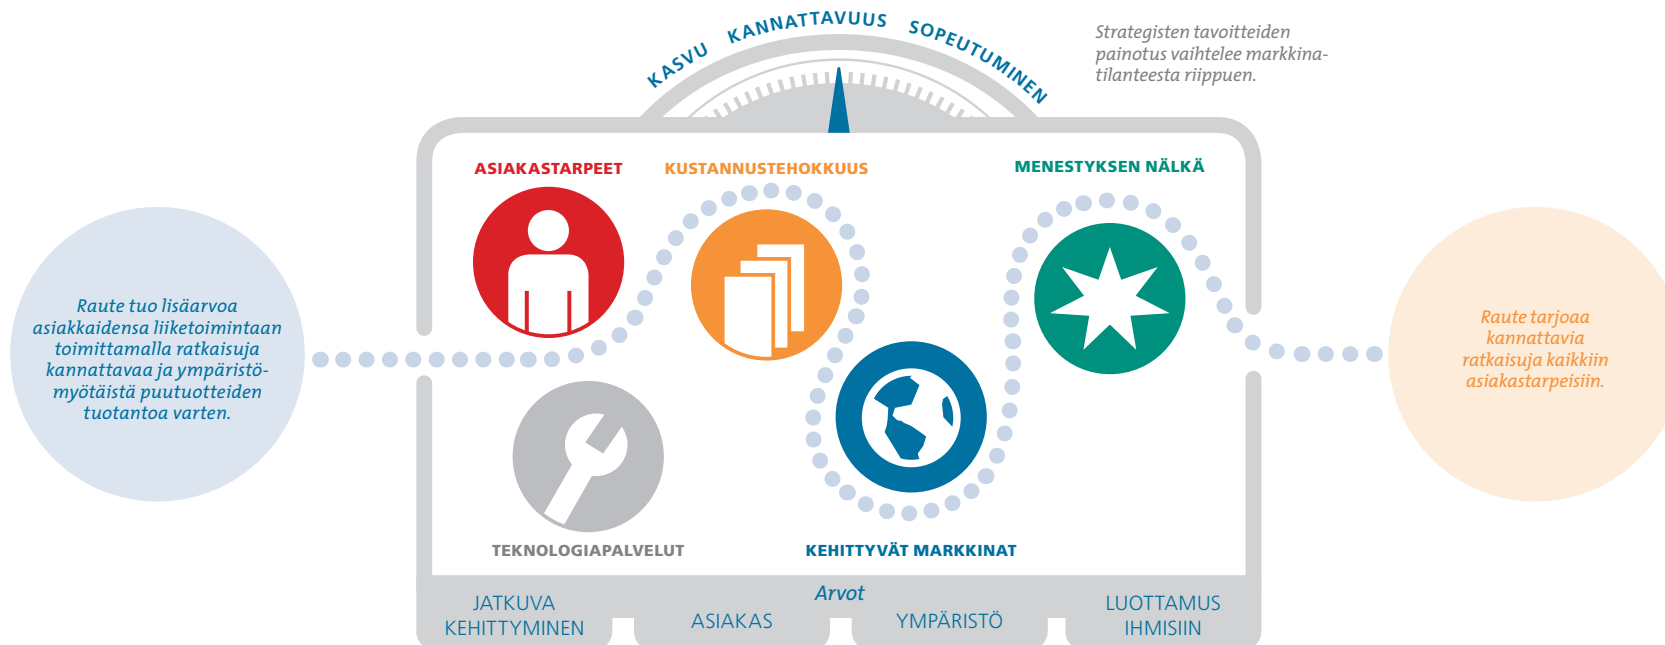 KASVU KANNATTAVUUS SOPEUTUMINEN
Strategisten tavoitteiden
painotus vaihtelee markkina-
tilanteesta riippuen.
ASIAKASTARPEET
KUSTANNUSTEHOKKUUS
MENESTYKSEN NÄLKÄ
Raute tuo lisäarvoa
asiakkaidensa liiketoimintaan
toimittamalla ratkaisuja
kannattavaa ja ympäristö-
myötäistä puutuotteiden
tuotantoa varten.
Raute tarjoaa
kannattavia
ratkaisuja kaikkiin
asiakastarpeisiin.
TEKNOLOGIAPALVELUT
KEHITTYVÄT MARKKINAT
Arvot
JATKUVA
KEHITTYMINEN
ASIAKAS
YMPÄRISTÖ
LUOTTAMUS
IHMISIIN